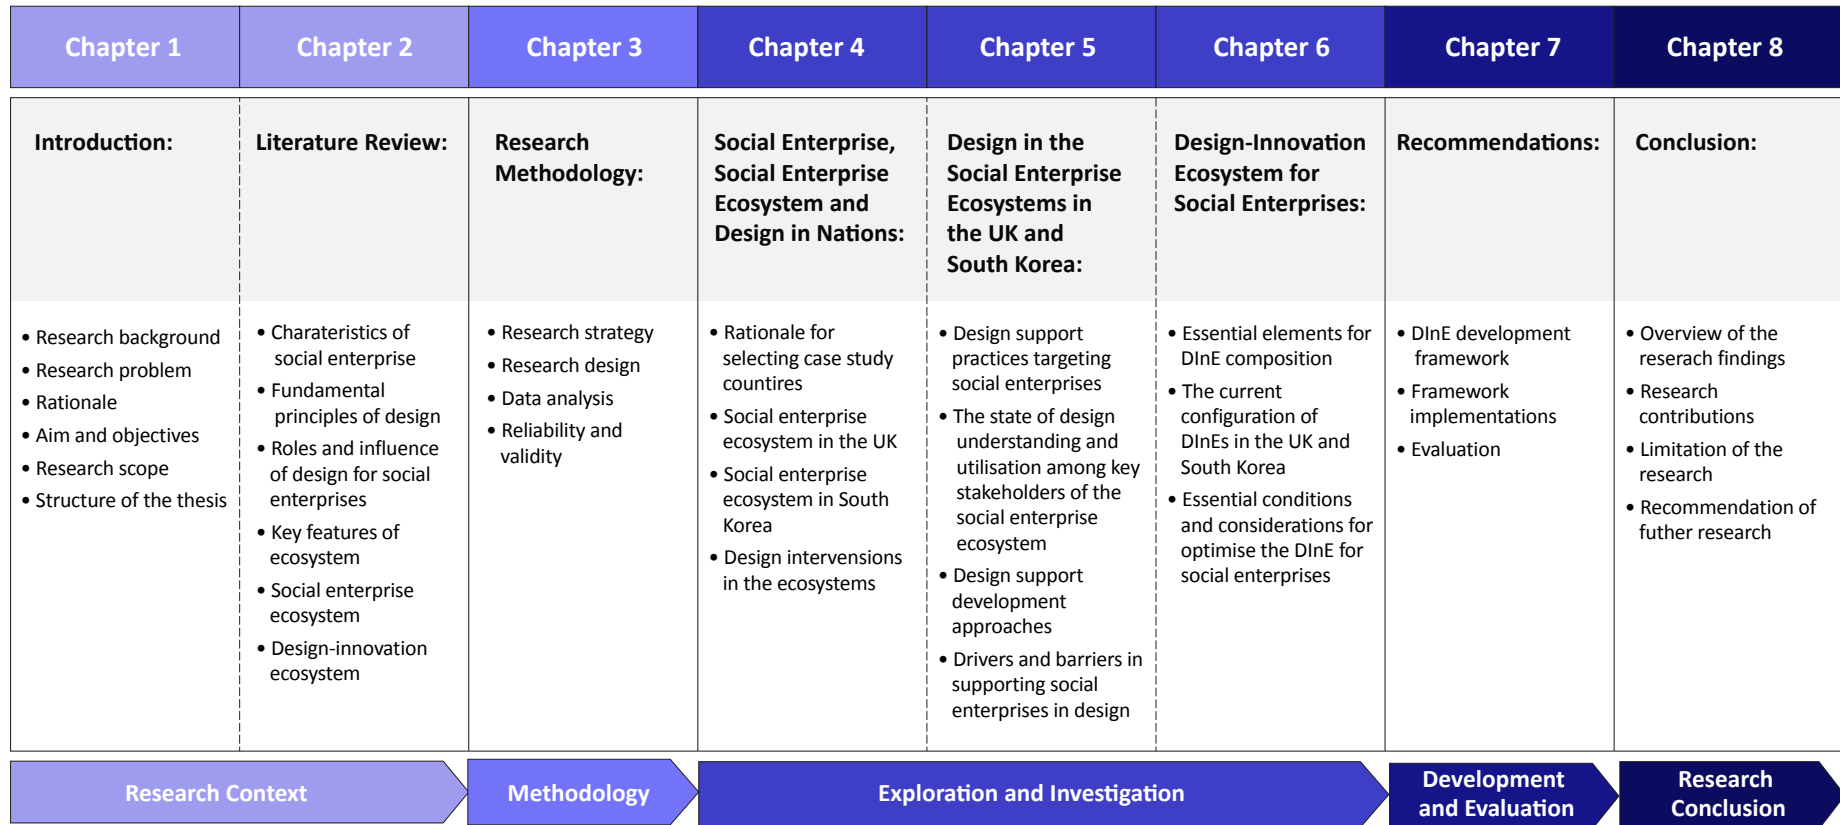 Chapter 1
Chapter 2
Chapter 3
Chapter 4
Chapter 5
Chapter 6
Chapter 7
Chapter 8
Introduction:
• Research background
• Research problem
• Rationale
• Aim and objectives
• Research scope
• Structure of the thesis
Literature Review:
• Charateristics of
social enterprise
• Fundamental
principles of design
• Roles and influence
of design for social
enterprises
• Key features of
ecosystem
• Social enterprise
ecosystem
• Design-innovation
ecosystem
Research
Methodology:
• Research strategy
• Research design
• Data analysis
• Reliability and
validity
Social Enterprise,
Social Enterprise
Ecosystem and
Design in Nations:
• Rationale for
selecting case study
countires
• Social enterprise
ecosystem in the UK
• Social enterprise
ecosystem in South
Korea
• Design intervensions
in the ecosystems
Design in the
Social Enterprise
Ecosystems in
the UK and
South Korea:
• Design support
practices targeting
social enterprises
• The state of design
understanding and
utilisation among key
stakeholders of the
social enterprise
ecosystem
• Design support
development
approaches
• Drivers and barriers in
supporting social
enterprises in design
Design-Innovation
Ecosystem for
Social Enterprises:
• Essential elements for
DInE composition
• The current
configuration of
DInEs in the UK and
South Korea
• Essential conditions
and considerations for
optimise the DInE for
social enterprises
Recommendations:
• DInE development
framework
• Framework
implementations
• Evaluation
Conclusion:
• Overview of the
reserach findings
• Research
contributions
• Limitation of the
research
• Recommendation of
futher research
Research Context
Methodology
Exploration and Investigation
Development
and Evaluation
Research
Conclusion